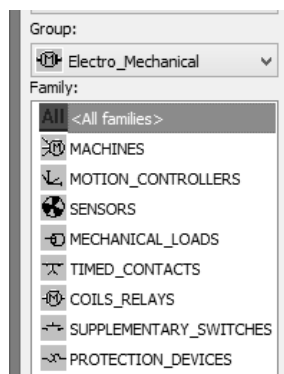 Group:
Electro_Mechanical
Family:
All <All families>
MACHINES
MOTION_CONTROLLERS
SENSORS
MECHANICAL_LOADS
TIMED_CONTACTS
COILS_RELAYS
SUPPLEMENTARY_SWITCHES
PROTECTION_DEVICES